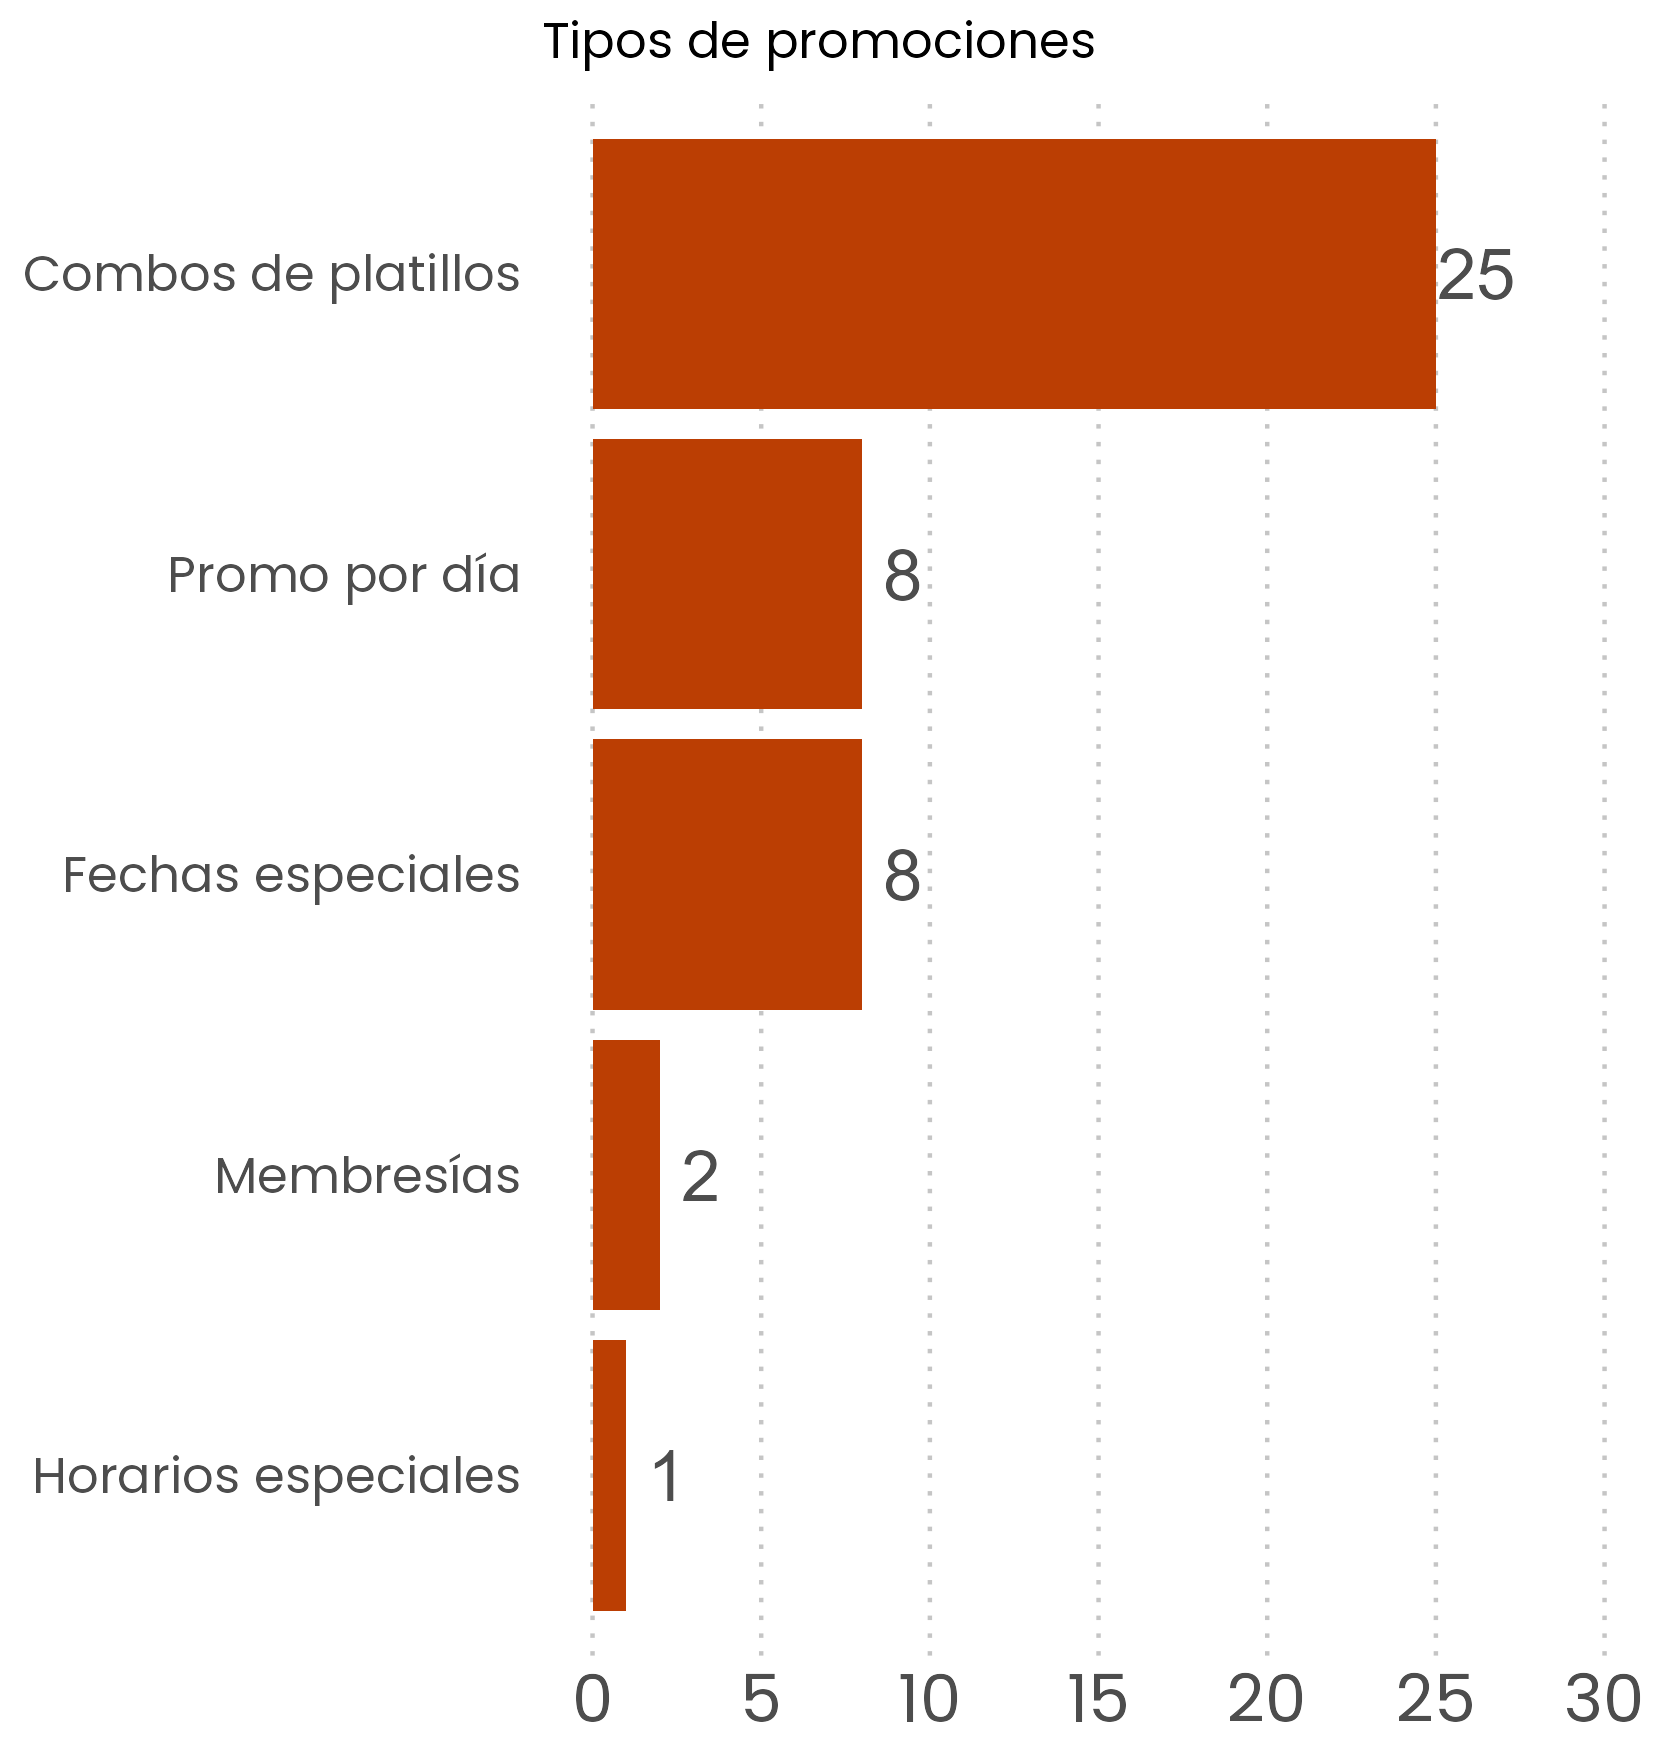 Tipos de promociones
Combos de platillos
25
Promo por día
8
Fechas especiales
8
Membresías
2
Horarios especiales
1
0 5 10 15 20 25 30